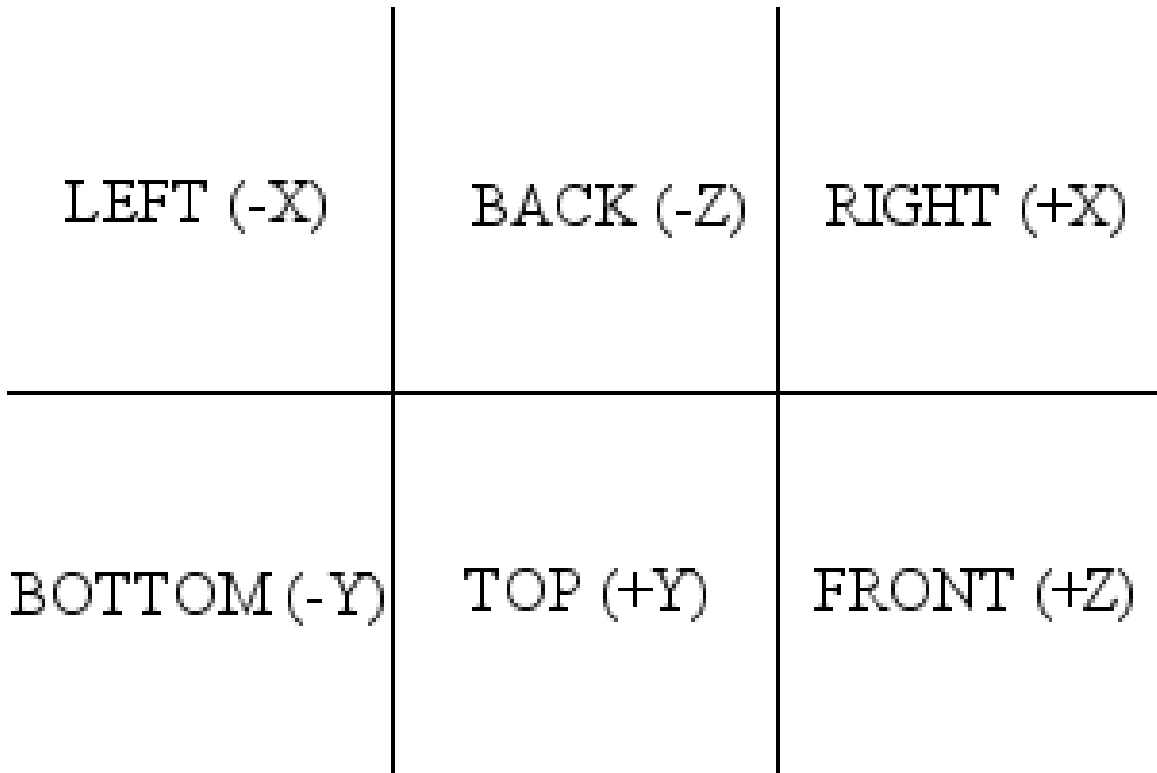 LEFT (-X)
BACK (-Z)
RIGHT (+X)
BOTTOM (-Y)
TOP (+Y)
FRONT (+Z)